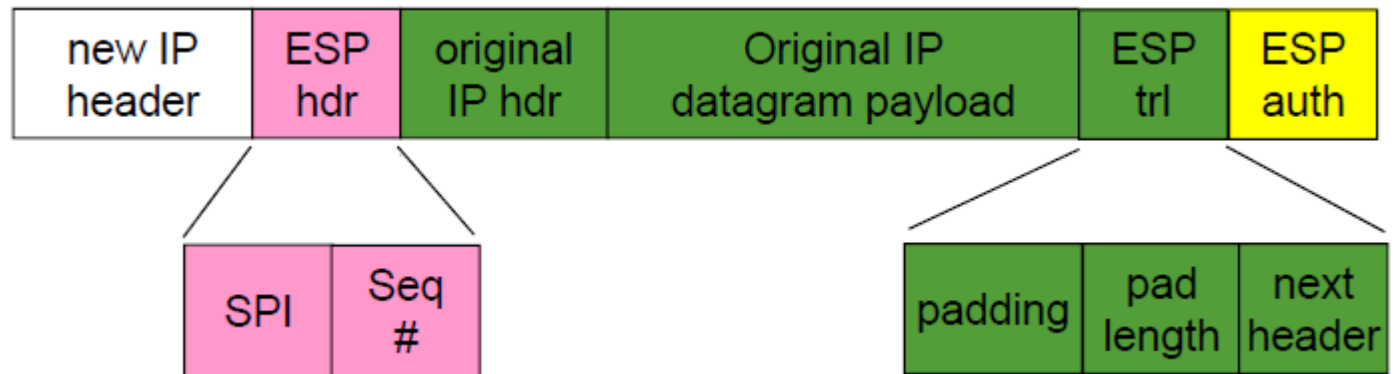 new IP
header
ESP
hdr
original
IP hdr
Original IP
datagram payload
ESP
trl
ESP
auth
SPI
Seq
#
padding
pad
length
next
header